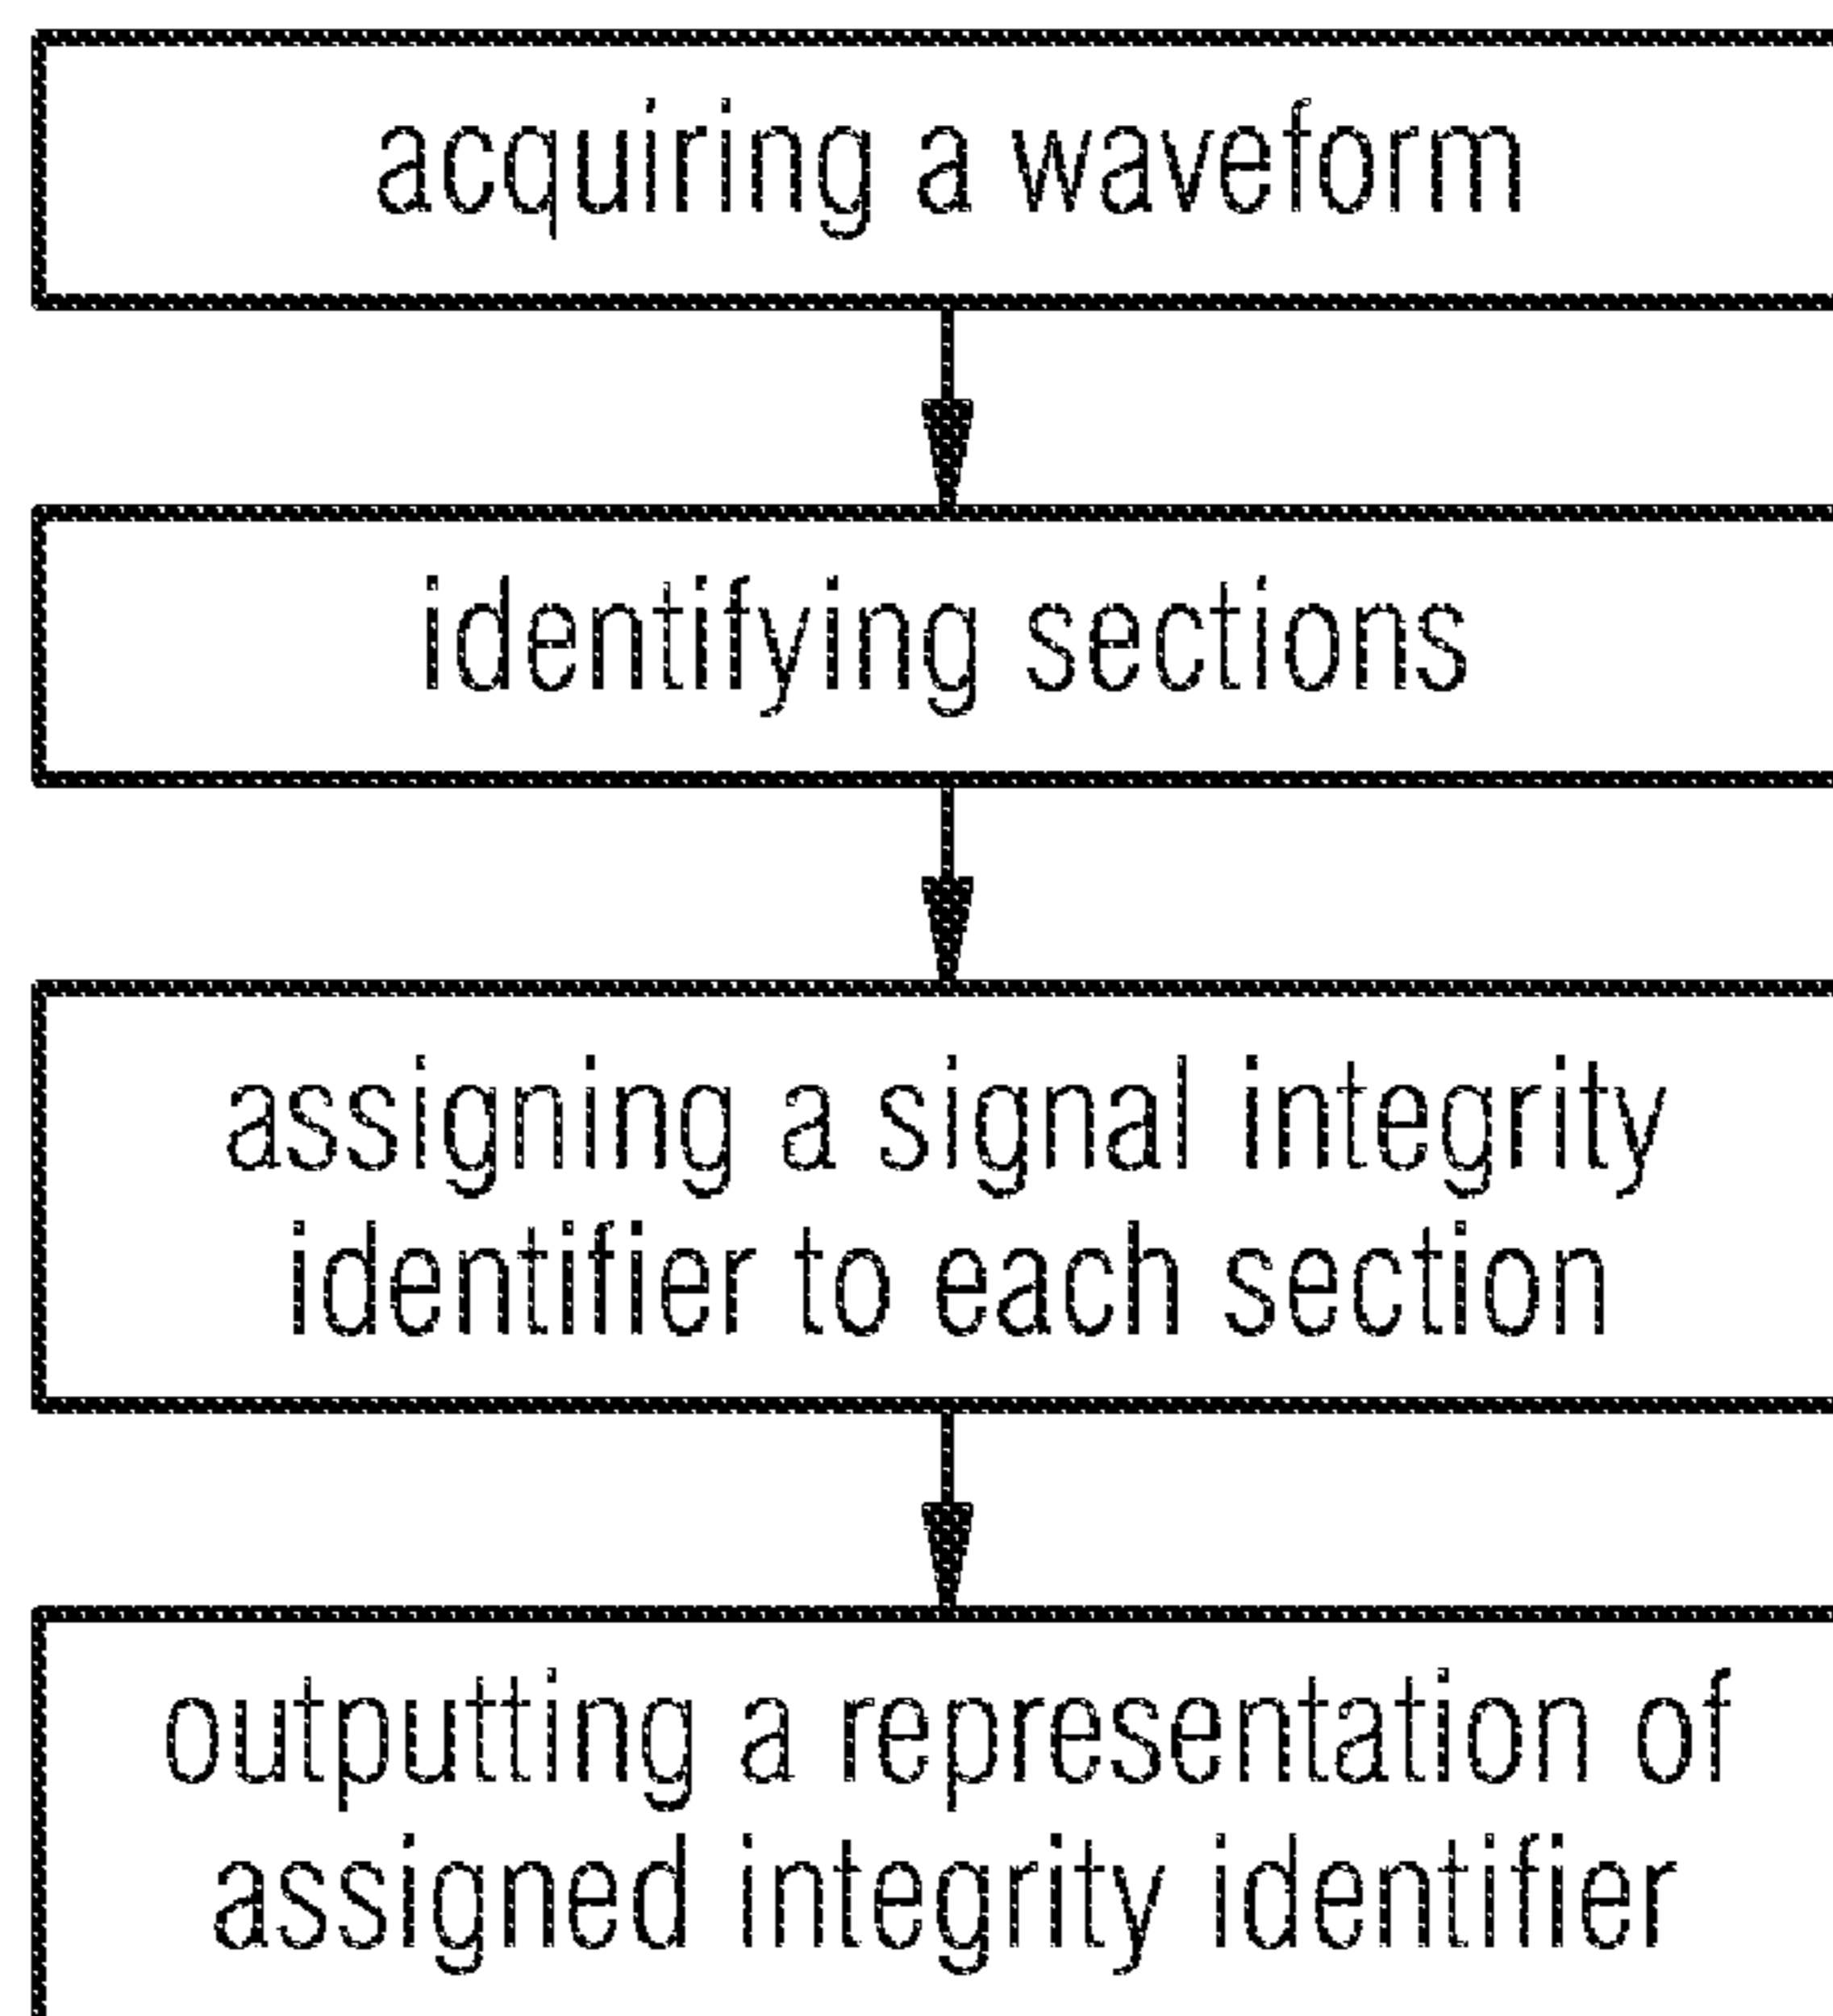 acquiring a waveform
identifying sections
assigning a signal integrity
identifier to each section
outputting a representation of
assigned integrity identifier